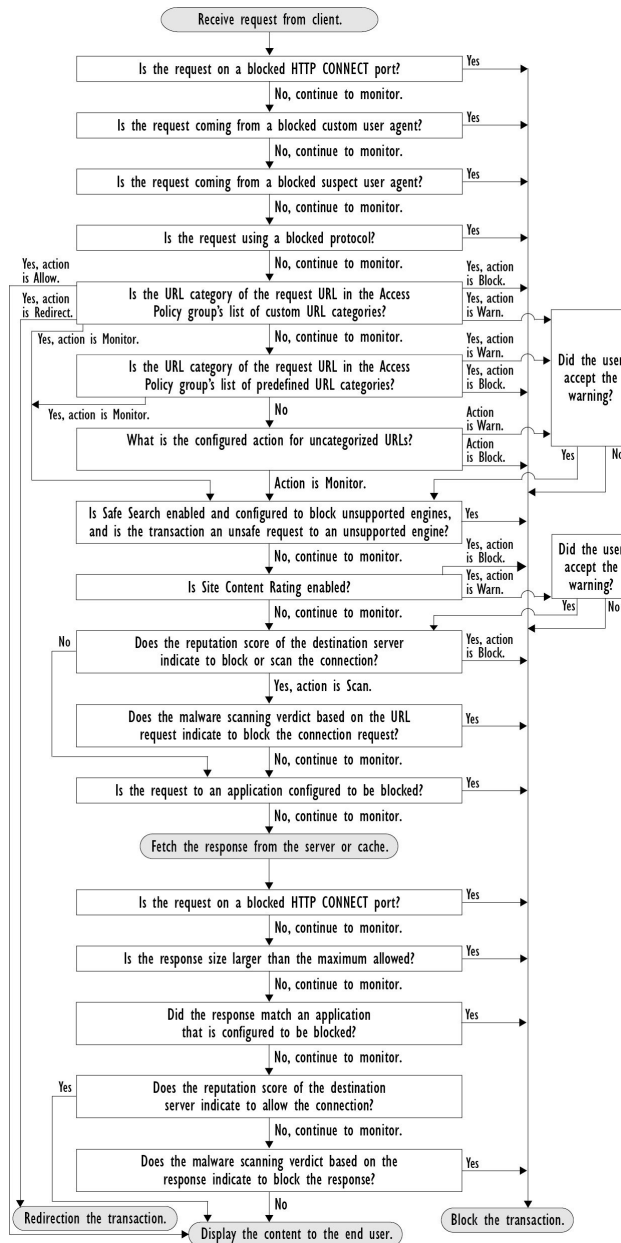 Receive request from client.
Is the request on a blocked HTTP CONNECT port?
Yes
No, continue to monitor.
Is the request coming from a blocked custom user agent?
Yes
No, continue to monitor.
Is the request coming from a blocked suspect user agent?
Yes
No, continue to monitor.
Is the request using a blocked protocol?
Yes
No, continue to monitor.
Yes, action
is Allow.
Yes, action
is Redirect.
Is the URL category of the request URL in the Access
Policy group's list of custom URL categories?
Yes, action
is Block.
Yes, action
is Warn.
Yes, action is Monitor.
No, continue to monitor.
Is the URL category of the request URL in the Access
Policy group's list of predefined URL categories?
Yes, action
is Warn.
Yes, action
is Block.
Did the user
accept the
warning?
Yes, action is Monitor.
No
What is the configured action for uncategorized URLs?
Action
is Warn.
Action
is Block.
Yes
No
Action is Monitor.
Is Safe Search enabled and configured to block unsupported engines,
and is the transaction an unsafe request to an unsupported engine?
Yes
No, continue to monitor.
Yes, action
is Block.
Is Site Content Rating enabled?
Yes, action
is Warn.
Did the user
accept the
warning?
Yes
No
No, continue to monitor.
No
Does the reputation score of the destination server
indicate to block or scan the connection?
Yes, action
is Block.
Yes, action is Scan.
Does the malware scanning verdict based on the URL
request indicate to block the connection request?
Yes
No, continue to monitor.
Is the request to an application configured to be blocked?
Yes
No, continue to monitor.
Fetch the response from the server or cache.
Is the request on a blocked HTTP CONNECT port?
Yes
No, continue to monitor.
Is the response size larger than the maximum allowed?
Yes
No, continue to monitor.
Did the response match an application
that is configured to be blocked?
Yes
No, continue to monitor.
Yes
Does the reputation score of the destination
server indicate to allow the connection?
No, continue to monitor.
Does the malware scanning verdict based on the
response indicate to block the response?
Yes
No
Redirection the transaction.
Display the content to the end user.
Block the transaction.